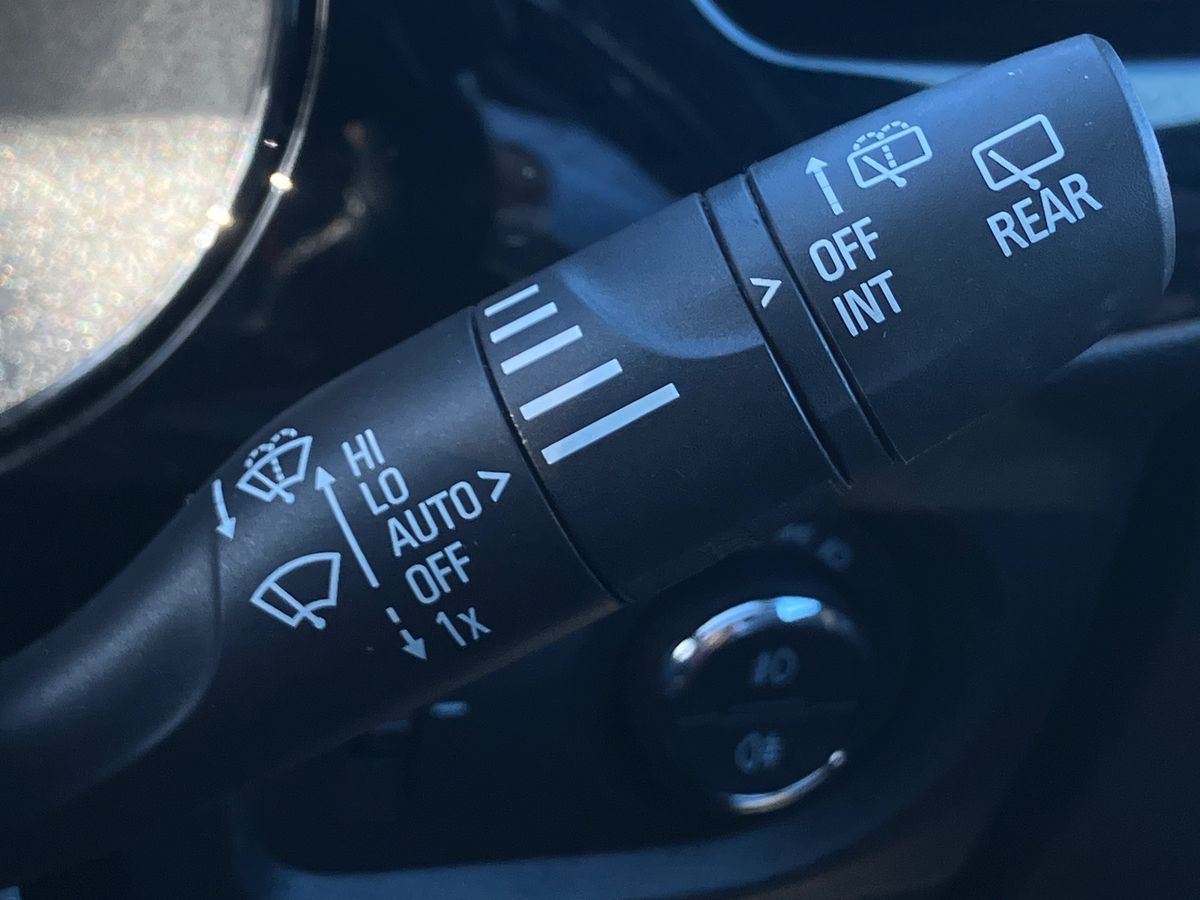 HI
LO
AUTO >
OFF
1x
>
OFF
INT
REAR